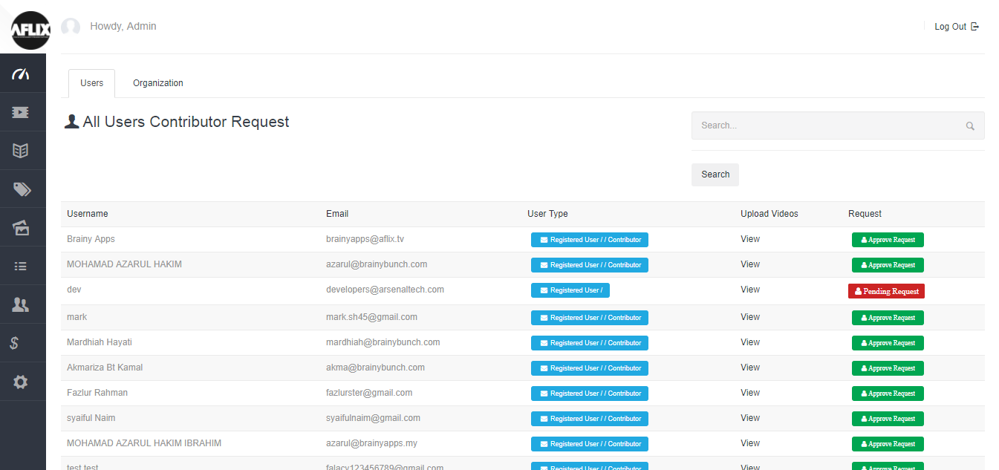 AFLIX
Howdy, Admin
Log Out
Users Organization
All Users Contributor Request
Search...
Search
Username Email User Type Upload Videos Request
Brainy Apps brainyapps@aflix.tv Registered User / / Contributor View Approve Request
MOHAMAD AZARUL HAKIM azarul@brainybunch.com Registered User / / Contributor View Approve Request
dev developers@arsenaltech.com Registered User / View Pending Request
mark mark.sh45@gmail.com Registered User / / Contributor View Approve Request
Mardhiah Hayati mardhiah@brainybunch.com Registered User / / Contributor View Approve Request
Akmariza Bt Kamal akma@brainybunch.com Registered User / / Contributor View Approve Request
Fazlur Rahman fazlurster@gmail.com Registered User / / Contributor View Approve Request
syaiful Naim syaifulnaim@gmail.com Registered User / / Contributor View Approve Request
MOHAMAD AZARUL HAKIM IBRAHIM azarul@brainyapps.my Registered User / / Contributor View Approve Request
test test falacy123456789@gmail.com Registered User / / Contributor View Approve Request